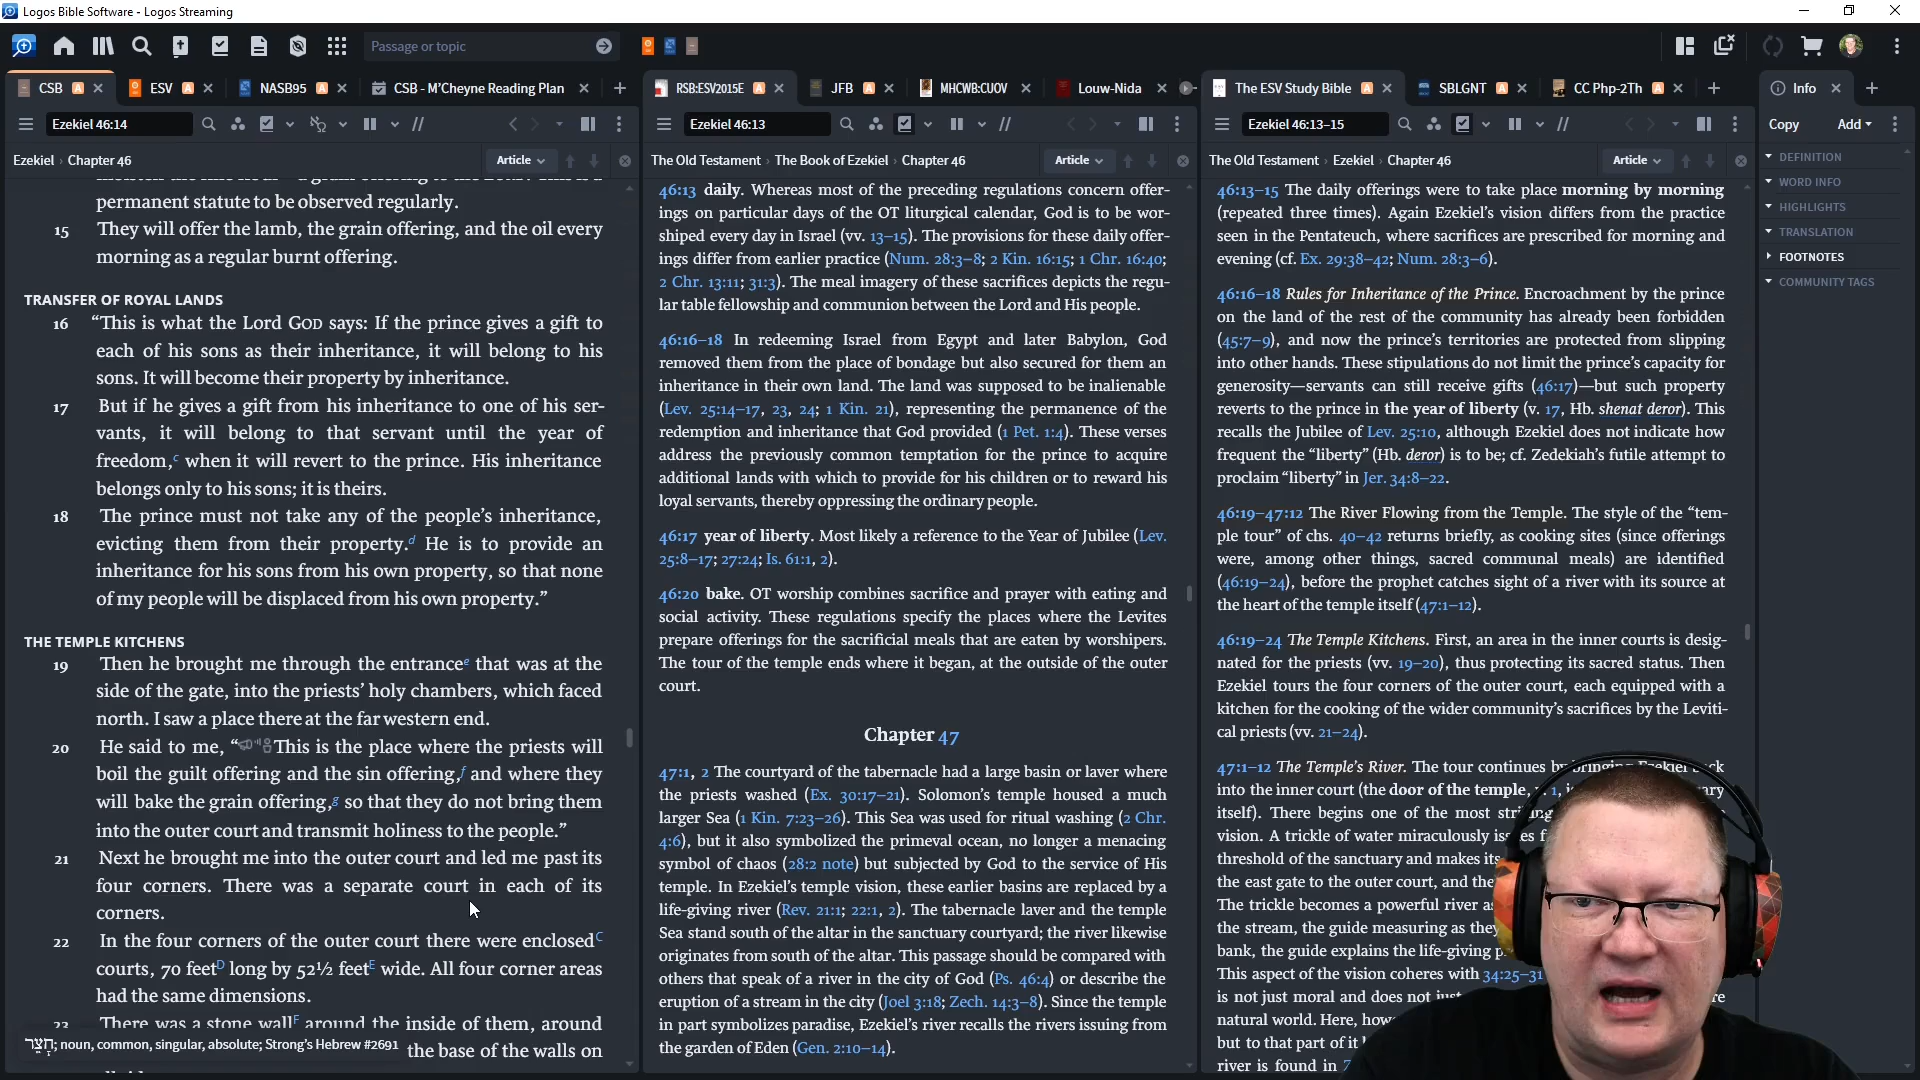 Logos Bible Software - Logos Streaming
Passage or topic
CSB A
ESV A
NASB95 A
CSB - M'Cheyne Reading Plan
RSB:ESV2015E A
JFB A
MHCWB:CUOV
Louw-Nida
The ESV Study Bible A
SBLGNT A
CC Php-2Th A
Info
Ezekiel 46:14
Ezekiel › Chapter 46
Article
permanent statute to be observed regularly.
15 They will offer the lamb, the grain offering, and the oil every
morning as a regular burnt offering.
TRANSFER OF ROYAL LANDS
16 “This is what the Lord GOD says: If the prince gives a gift to
each of his sons as their inheritance, it will belong to his
sons. It will become their property by inheritance.
17 But if he gives a gift from his inheritance to one of his ser-
vants, it will belong to that servant until the year of
freedom,c when it will revert to the prince. His inheritance
belongs only to his sons; it is theirs.
18 The prince must not take any of the people’s inheritance,
evicting them from their property.d He is to provide an
inheritance for his sons from his own property, so that none
of my people will be displaced from his own property.”
THE TEMPLE KITCHENS
19 Then he brought me through the entrancee that was at the
side of the gate, into the priests’ holy chambers, which faced
north. I saw a place there at the far western end.
20 He said to me, “This is the place where the priests will
boil the guilt offering and the sin offering,f and where they
will bake the grain offering,g so that they do not bring them
into the outer court and transmit holiness to the people.”
21 Next he brought me into the outer court and led me past its
four corners. There was a separate court in each of its
corners.
22 In the four corners of the outer court there were enclosedC
courts, 70 feetD long by 52½ feetE wide. All four corner areas
had the same dimensions.
23 There was a stone wallF around the inside of them, around
the base of the walls on
חָצֵר; noun, common, singular, absolute; Strong’s Hebrew #2691
Ezekiel 46:13
The Old Testament › The Book of Ezekiel › Chapter 46
Article
46:13 daily. Whereas most of the preceding regulations concern offer-
ings on particular days of the OT liturgical calendar, God is to be wor-
shiped every day in Israel (vv. 13–15). The provisions for these daily offer-
ings differ from earlier practice (Num. 28:3–8; 2 Kin. 16:15; 1 Chr. 16:40;
2 Chr. 13:11; 31:3). The meal imagery of these sacrifices depicts the regu-
lar table fellowship and communion between the Lord and His people.
46:16–18 In redeeming Israel from Egypt and later Babylon, God
removed them from the place of bondage but also secured for them an
inheritance in their own land. The land was supposed to be inalienable
(Lev. 25:14–17, 23, 24; 1 Kin. 21), representing the permanence of the
redemption and inheritance that God provided (1 Pet. 1:4). These verses
address the previously common temptation for the prince to acquire
additional lands with which to provide for his children or to reward his
loyal servants, thereby oppressing the ordinary people.
46:17 year of liberty. Most likely a reference to the Year of Jubilee (Lev.
25:8–17; 27:24; Is. 61:1, 2).
46:20 bake. OT worship combines sacrifice and prayer with eating and
social activity. These regulations specify the places where the Levites
prepare offerings for the sacrificial meals that are eaten by worshipers.
The tour of the temple ends where it began, at the outside of the outer
court.
Chapter 47
47:1, 2 The courtyard of the tabernacle had a large basin or laver where
the priests washed (Ex. 30:17–21). Solomon’s temple housed a much
larger Sea (1 Kin. 7:23–26). This Sea was used for ritual washing (2 Chr.
4:6), but it also symbolized the primeval ocean, no longer a menacing
symbol of chaos (28:2 note) but subjected by God to the service of His
temple. In Ezekiel’s temple vision, these earlier basins are replaced by a
life-giving river (Rev. 21:1; 22:1, 2). The tabernacle laver and the temple
Sea stand south of the altar in the sanctuary courtyard; the river likewise
originates from south of the altar. This passage should be compared with
others that speak of a river in the city of God (Ps. 46:4) or describe the
eruption of a stream in the city (Joel 3:18; Zech. 14:3–8). Since the temple
in part symbolizes paradise, Ezekiel’s river recalls the rivers issuing from
the garden of Eden (Gen. 2:10–14).
Ezekiel 46:13–15
The Old Testament › Ezekiel › Chapter 46
Article
46:13–15 The daily offerings were to take place morning by morning
(repeated three times). Again Ezekiel’s vision differs from the practice
seen in the Pentateuch, where sacrifices are prescribed for morning and
evening (cf. Ex. 29:38–42; Num. 28:3–6).
46:16–18 Rules for Inheritance of the Prince. Encroachment by the prince
on the land of the rest of the community has already been forbidden
(45:7–9), and now the prince’s territories are protected from slipping
into other hands. These stipulations do not limit the prince’s capacity for
generosity—servants can still receive gifts (46:17)—but such property
reverts to the prince in the year of liberty (v. 17, Hb. shenat deror). This
recalls the Jubilee of Lev. 25:10, although Ezekiel does not indicate how
frequent the “liberty” (Hb. deror) is to be; cf. Zedekiah’s futile attempt to
proclaim “liberty” in Jer. 34:8–22.
46:19–47:12 The River Flowing from the Temple. The style of the “tem-
ple tour” of chs. 40–42 returns briefly, as cooking sites (since offerings
were, among other things, sacred communal meals) are identified
(46:19–24), before the prophet catches sight of a river with its source at
the heart of the temple itself (47:1–12).
46:19–24 The Temple Kitchens. First, an area in the inner courts is desig-
nated for the priests (vv. 19–20), thus protecting its sacred status. Then
Ezekiel tours the four corners of the outer court, each equipped with a
kitchen for the cooking of the wider community’s sacrifices by the Leviti-
cal priests (vv. 21–24).
47:1–12 The Temple’s River. The tour continues by bringing Ezekiel back
into the inner court (the door of the temple,
itself). There begins one of the most
vision. A trickle of water miraculously
threshold of the sanctuary and makes its
the east gate to the outer court, and
The trickle becomes a powerful river
the stream, the guide measuring as they
bank, the guide explains the life-giving
This aspect of the vision coheres with 34:25–31
is not just moral and does not
natural world. Here,
but to that part of it
river is found in 7
Copy
Add
DEFINITION
WORD INFO
HIGHLIGHTS
TRANSLATION
FOOTNOTES
COMMUNITY TAGS